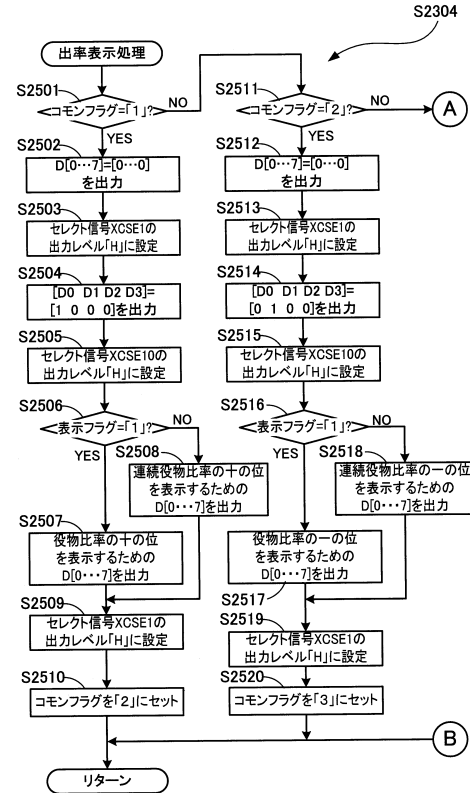 S2304
出率表示処理
S2501
コモンフラグ=「1」?
NO
YES
S2502
D[0・・・7]=[0・・・0]
を出力
S2503
セレクト信号XCSE1の
出力レベル「H」に設定
S2504
[D0 D1 D2 D3]=
[1 0 0 0]を出力
S2505
セレクト信号XCSE10の
出力レベル「H」に設定
S2506
表示フラグ=「1」?
NO
YES
S2508
連続役物比率の十の位
を表示するための
D[0・・・7]を出力
S2507
役物比率の十の位
を表示するための
D[0・・・7]を出力
S2509
セレクト信号XCSE1の
出力レベル「H」に設定
S2510
コモンフラグを「2」にセット
リターン
S2511
コモンフラグ=「2」?
NO
A
YES
S2512
D[0・・・7]=[0・・・0]
を出力
S2513
セレクト信号XCSE1の
出力レベル「H」に設定
S2514
[D0 D1 D2 D3]=
[0 1 0 0]を出力
S2515
セレクト信号XCSE10の
出力レベル「H」に設定
S2516
表示フラグ=「1」?
NO
YES
S2518
連続役物比率の一の位
を表示するための
D[0・・・7]を出力
役物比率の一の位
を表示するための
D[0・・・7]を出力
S2517
S2519
セレクト信号XCSE1の
出力レベル「H」に設定
S2520
コモンフラグを「3」にセット
B